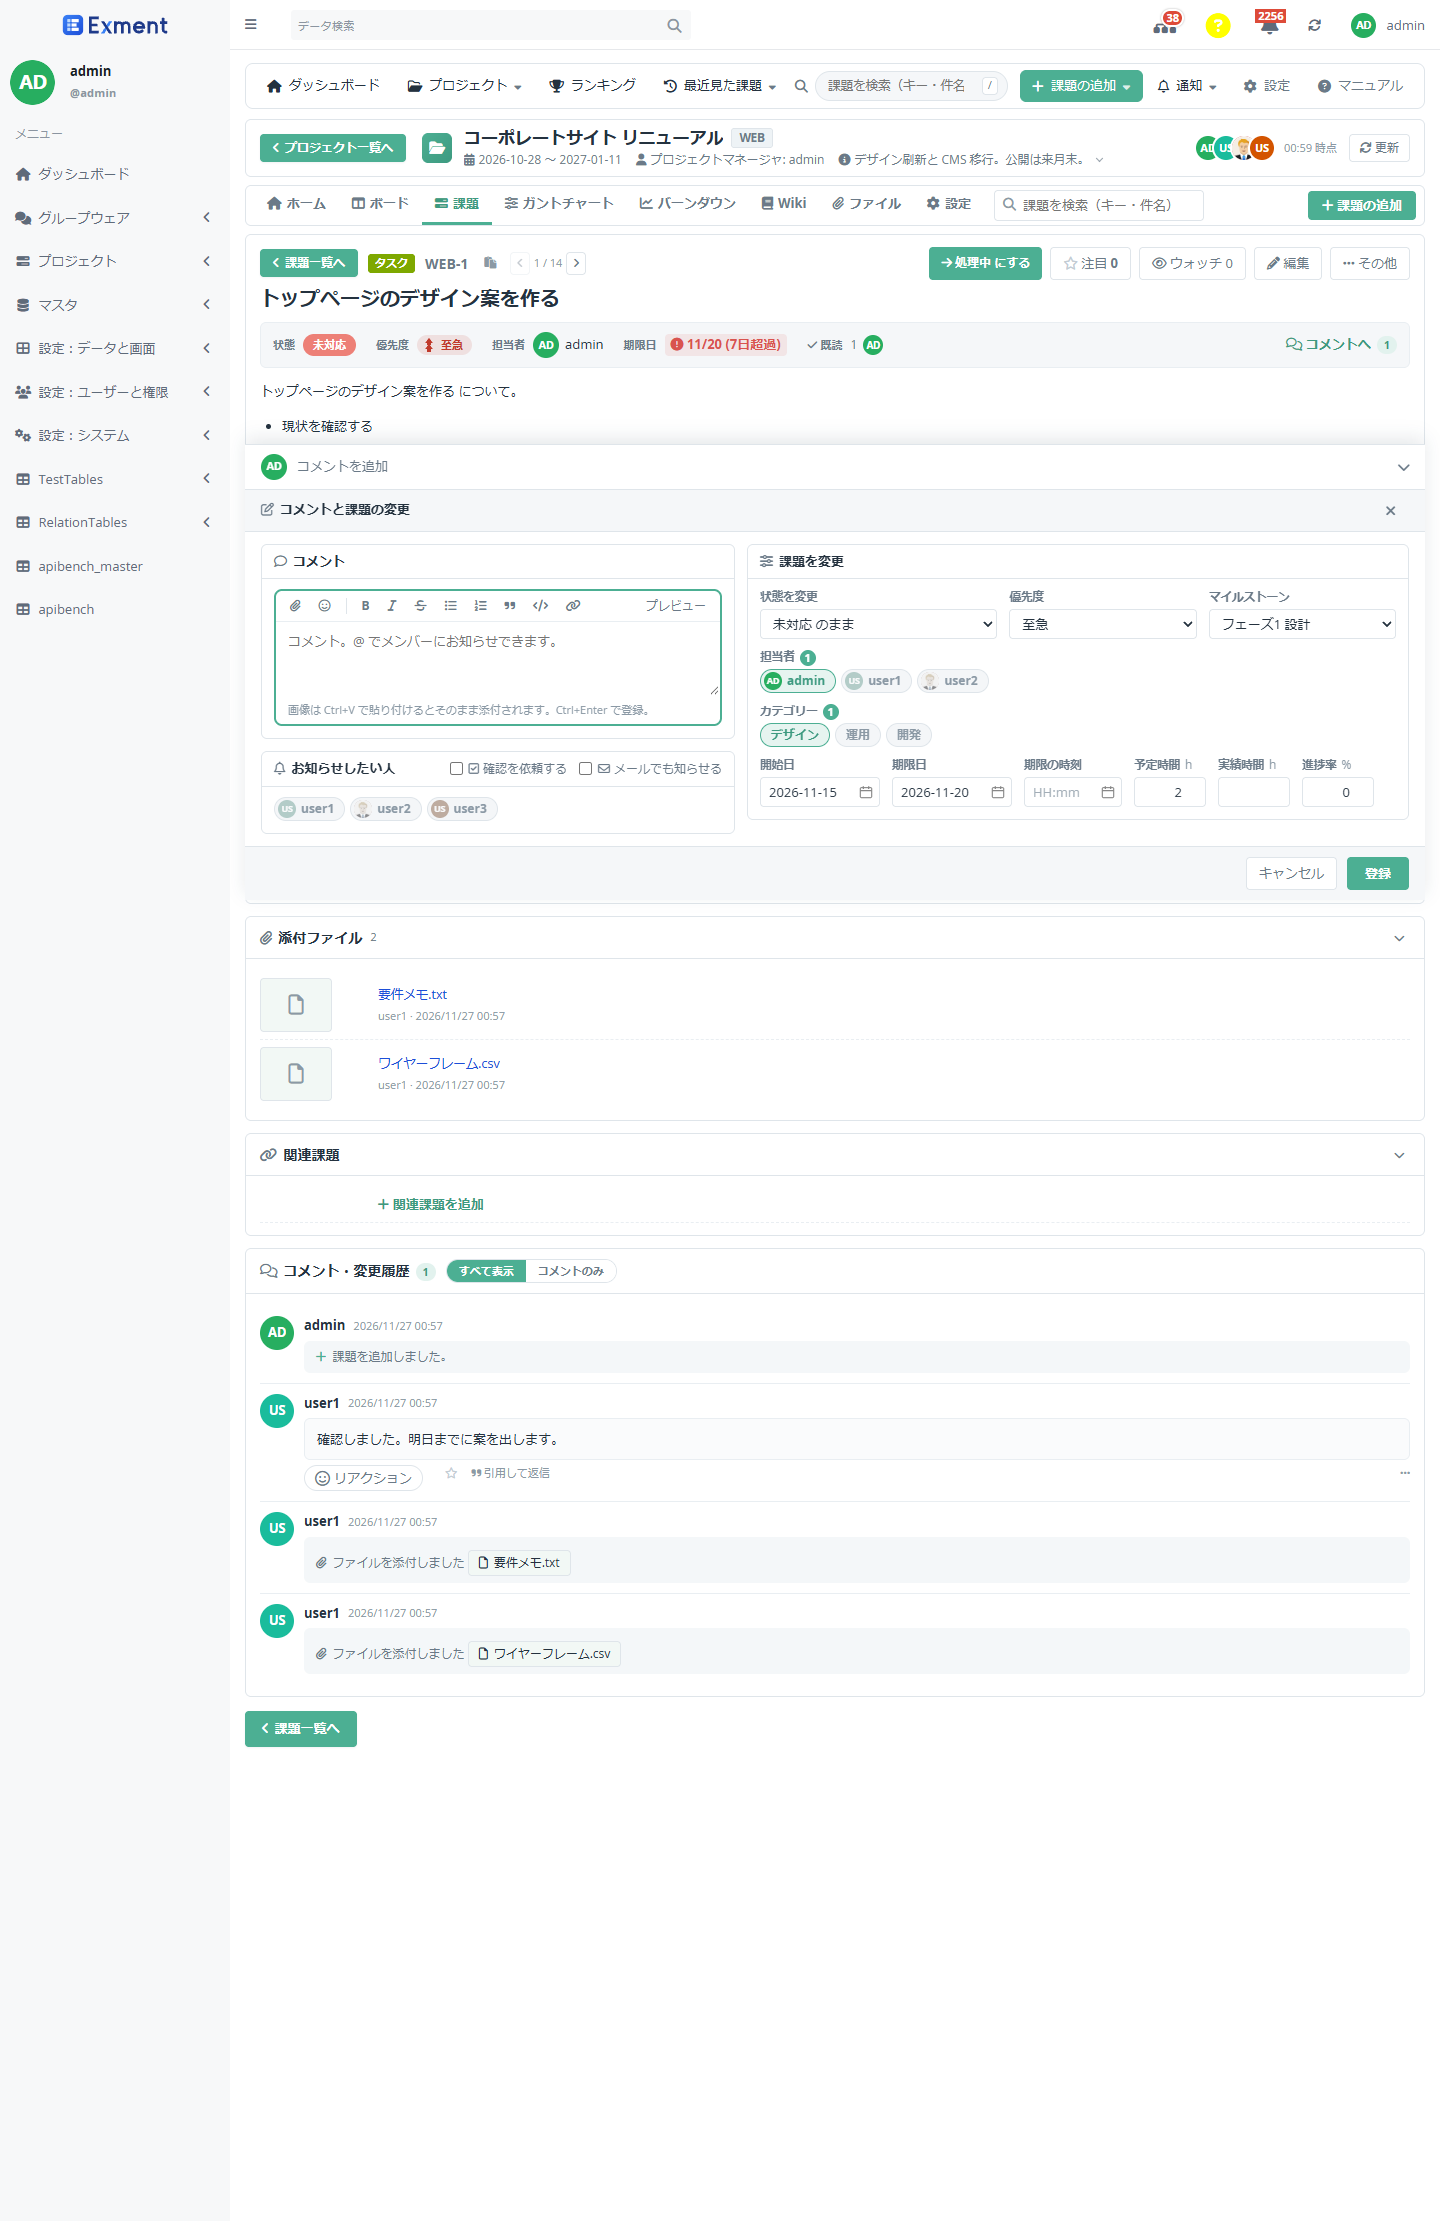 Exment
データ検索
38
?
2256
AD admin
AD admin
@admin
メニュー
ダッシュボード
グループウェア
プロジェクト
マスタ
設定：データと画面
設定：ユーザーと権限
設定：システム
TestTables
RelationTables
apibench_master
apibench
ダッシュボード プロジェクト ランキング 最近見た課題 課題を検索（キー・件名 / + 課題の追加 通知 設定 マニュアル
プロジェクト一覧へ
コーポレートサイト リニューアル WEB
2026-10-28 ～ 2027-01-11 プロジェクトマネージャ: admin デザイン刷新と CMS 移行。公開は来月末。
US 00:59 時点 更新
ホーム ボード 課題 ガントチャート バーンダウン Wiki ファイル 設定 課題を検索（キー・件名） + 課題の追加
課題一覧へ タスク WEB-1 1 / 14 処理中 にする 注目 0 ウォッチ 0 編集 その他
トップページのデザイン案を作る
状態 未対応 優先度 至急 担当者 AD admin 期限日 11/20 (7日超過) 既読 1 AD コメントへ 1
トップページのデザイン案を作る について。
• 現状を確認する
AD コメントを追加
コメントと課題の変更
コメント
B I S プレビュー
コメント。@ でメンバーにお知らせできます。
画像は Ctrl+V で貼り付けるとそのまま添付されます。Ctrl+Enter で登録。
お知らせしたい人 確認を依頼する メールでも知らせる
US user1 user2 US user3
課題を変更
状態を変更 優先度 マイルストーン
未対応 のまま 至急 フェーズ1 設計
担当者 1
AD admin US user1 user2
カテゴリー 1
デザイン 運用 開発
開始日 期限日 期限の時刻 予定時間 h 実績時間 h 進捗率 %
2026-11-15 2026-11-20 HH:mm 2 0
キャンセル 登録
添付ファイル 2
要件メモ.txt
user1 · 2026/11/27 00:57
ワイヤーフレーム.csv
user1 · 2026/11/27 00:57
関連課題
+ 関連課題を追加
コメント・変更履歴 1 すべて表示 コメントのみ
AD admin 2026/11/27 00:57
+ 課題を追加しました。
US user1 2026/11/27 00:57
確認しました。明日までに案を出します。
リアクション 引用して返信
US user1 2026/11/27 00:57
ファイルを添付しました 要件メモ.txt
US user1 2026/11/27 00:57
ファイルを添付しました ワイヤーフレーム.csv
課題一覧へ